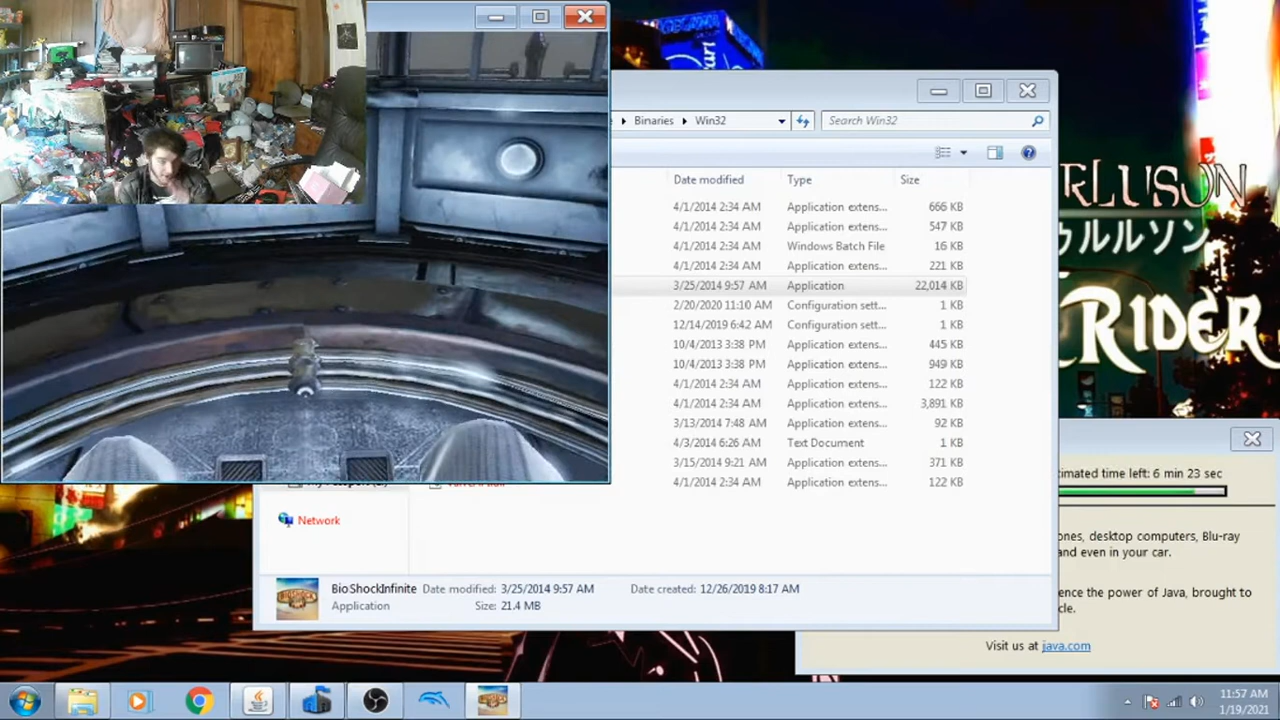 Binaries
Win32
Search Win32
Date modified
Type
Size
4/1/2014 2:34 AM Application extens... 666 KB
4/1/2014 2:34 AM Application extens... 547 KB
4/1/2014 2:34 AM Windows Batch File 16 KB
4/1/2014 2:34 AM Application extens... 221 KB
3/25/2014 9:57 AM Application 22,014 KB
2/20/2020 11:10 AM Configuration sett... 1 KB
12/14/2019 6:42 AM Configuration sett... 1 KB
10/4/2013 3:38 PM Application extens... 445 KB
10/4/2013 3:38 PM Application extens... 949 KB
4/1/2014 2:34 AM Application extens... 122 KB
4/1/2014 2:34 AM Application extens... 3,891 KB
3/13/2014 7:48 AM Application extens... 92 KB
4/3/2014 6:26 AM Text Document 1 KB
3/15/2014 9:21 AM Application extens... 371 KB
4/1/2014 2:34 AM Application extens... 122 KB
Network
BioShockInfinite Date modified: 3/25/2014 9:57 AM Date created: 12/26/2019 8:17 AM
Application Size: 21.4 MB
RLUSON
ゥルルソン
RIDER
timated time left: 6 min 23 sec
ones, desktop computers, Blu-ray
and even in your car.
ence the power of Java, brought to
cle.
Visit us at java.com
11:57 AM
1/19/2021